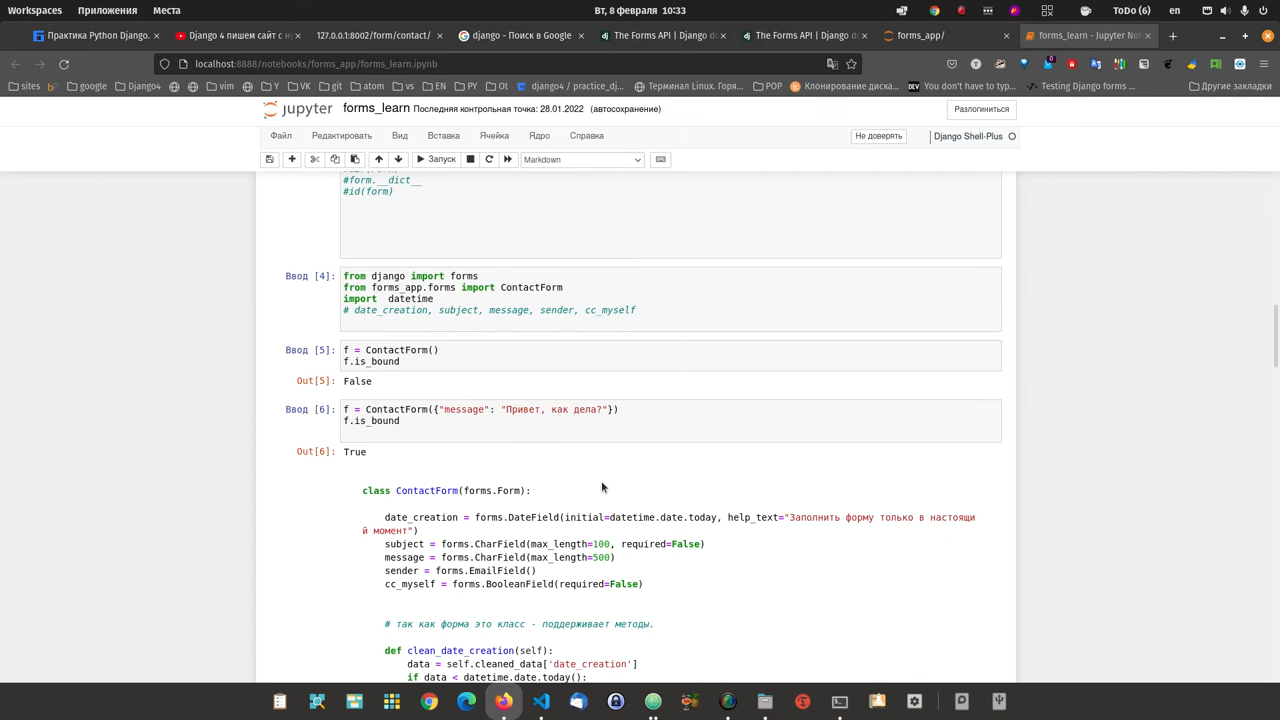 Workspaces Приложения Места Вт, 8 февраля 10:33 ToDo (6) en
Практика Python Django. Django 4 пишем сайт с ну 127.0.0.1:8002/form/contact/ django - Поиск в Google The Forms API | Django do The Forms API | Django do forms_app/ forms_learn - Jupyter Not
localhost:8888/notebooks/forms_app/forms_learn.ipynb
sites google Django4 vim EN PY Y VK git atom vs Ot django4 / practice_dj... Терминал Linux. Горя... POP Клонирование диска... You don't have to typ... Testing Django forms ... Другие закладки
jupyter forms_learn Последняя контрольная точка: 28.01.2022 (автосохранение) Разлогиниться
Файл Редактировать Вид Вставка Ячейка Ядро Справка Не доверять Django Shell-Plus
Запуск Markdown
#form.__dict__
#id(form)
Ввод [4]: from django import forms
from forms_app.forms import ContactForm
import datetime
# date_creation, subject, message, sender, cc_myself
Ввод [5]: f = ContactForm()
f.is_bound
Out[5]: False
Ввод [6]: f = ContactForm({"message": "Привет, как дела?"})
f.is_bound
Out[6]: True
class ContactForm(forms.Form):
date_creation = forms.DateField(initial=datetime.date.today, help_text="Заполнить форму только в настоящи
й момент")
subject = forms.CharField(max_length=100, required=False)
message = forms.CharField(max_length=500)
sender = forms.EmailField()
cc_myself = forms.BooleanField(required=False)
# так как форма это класс - поддерживает методы.
def clean_date_creation(self):
data = self.cleaned_data['date_creation']
if data < datetime.date.today():